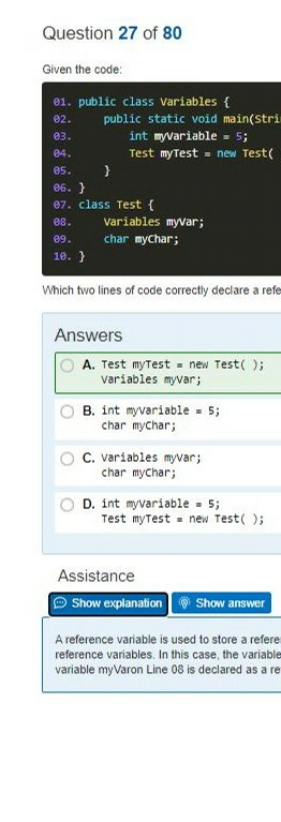 Question 27 of 80
Given the code:
01. public class Variables {
02. public static void main(Stri
03. int myVariable = 5;
04. Test myTest = new Test(
05. }
06. }
07. class Test {
08. Variables myVar;
09. char myChar;
10. }
Which two lines of code correctly declare a refe
Answers
A. Test myTest = new Test( );
Variables myVar;
B. int myVariable = 5;
char myChar;
C. Variables myVar;
char myChar;
D. int myVariable = 5;
Test myTest = new Test( );
Assistance
Show explanation Show answer
A reference variable is used to store a refere
reference variables. In this case, the variable
variable myVaron Line 08 is declared as a re